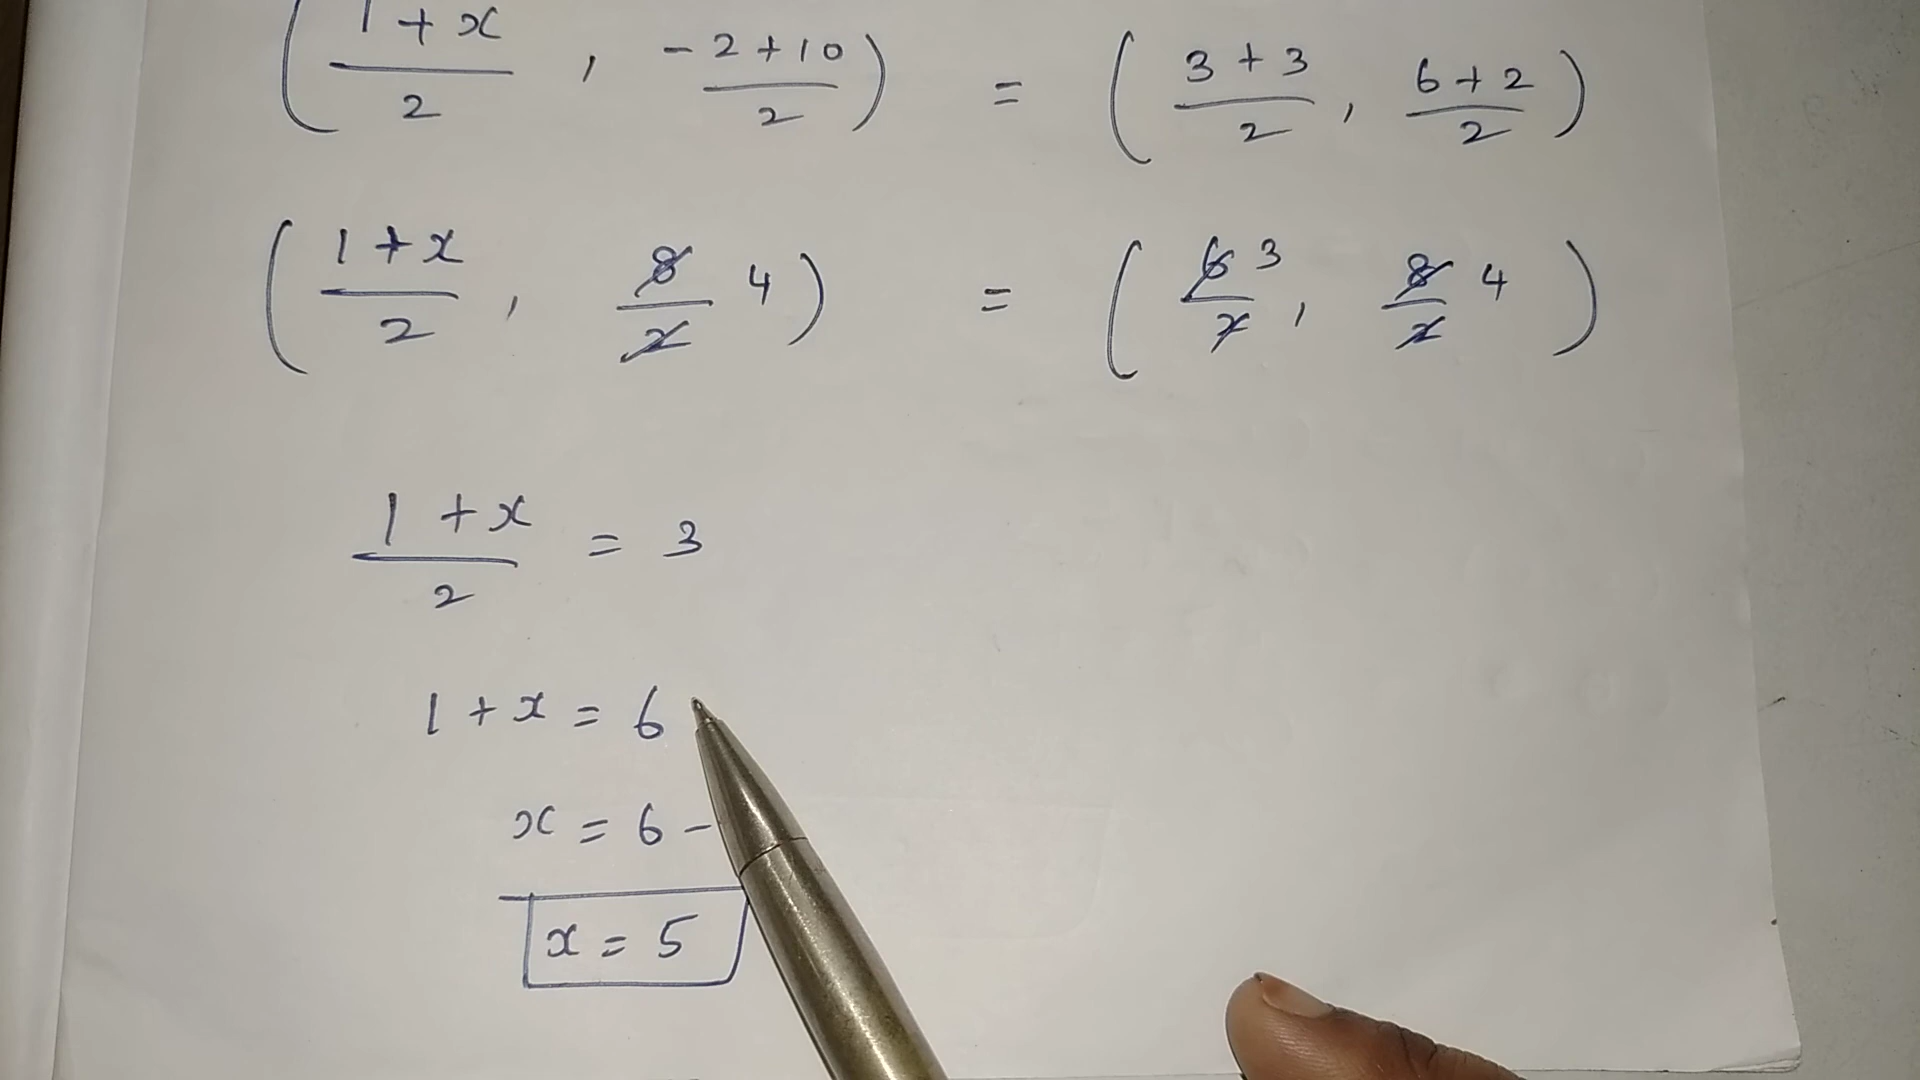 ( 1 + x / 2 , - 2 + 10 / 2 ) = ( 3 + 3 / 2 , 6 + 2 / 2 )
( 1 + x / 2 , 8 / 2 4 ) = ( 6 / 2 3 , 8 / 2 4 )
1 + x / 2 = 3
1 + x = 6
x = 6 -
x = 5